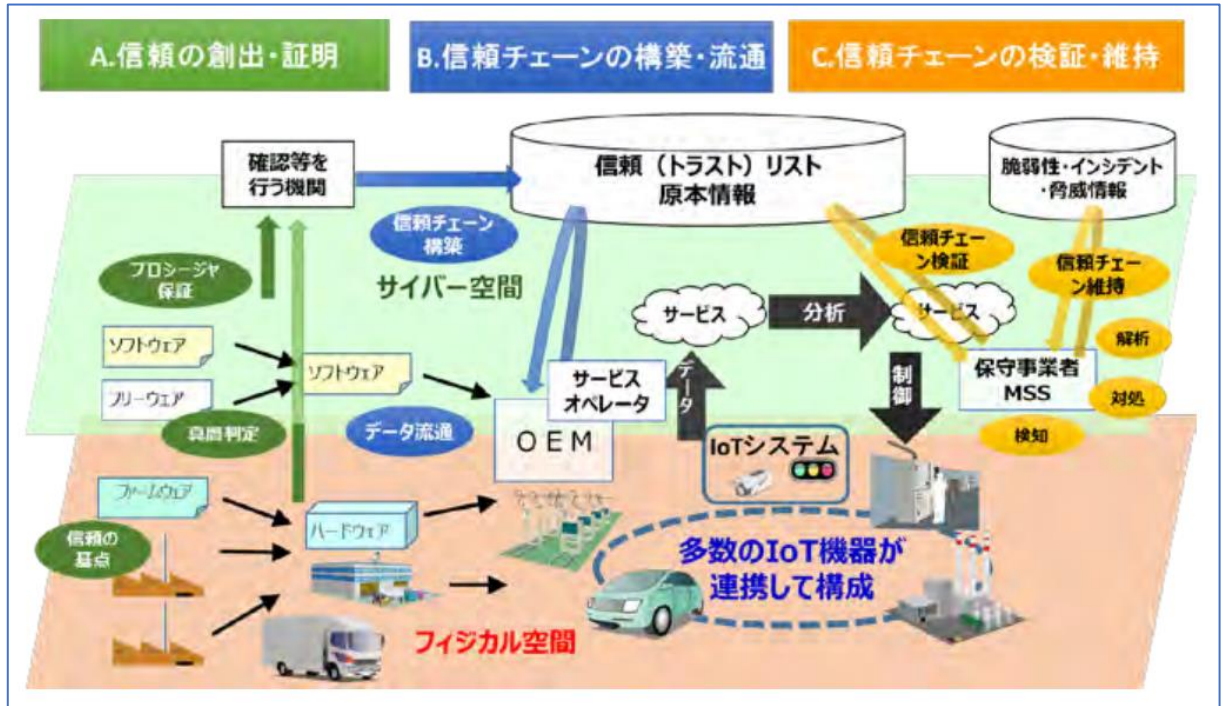 A.信頼の創出・証明
B.信頼チェーンの構築・流通
C.信頼チェーンの検証・維持
確認等を
行う機関
信頼（トラスト）リスト
原本情報
脆弱性・インシデント
・脅威情報
信頼チェーン
構築
信頼チェー
ン検証
信頼チェー
ン維持
プロシージャ
保証
サイバー空間
サービス
分析
サービス
解析
ソフトウェア
ソフトウェア
サービス
オペレータ
データ
制御
保守事業者
MSS
対処
フリーウェア
真贋判定
データ流通
OEM
検知
IoTシステム
ファームウェア
ハードウェア
信頼の
基点
多数のIoT機器が
連携して構成
フィジカル空間